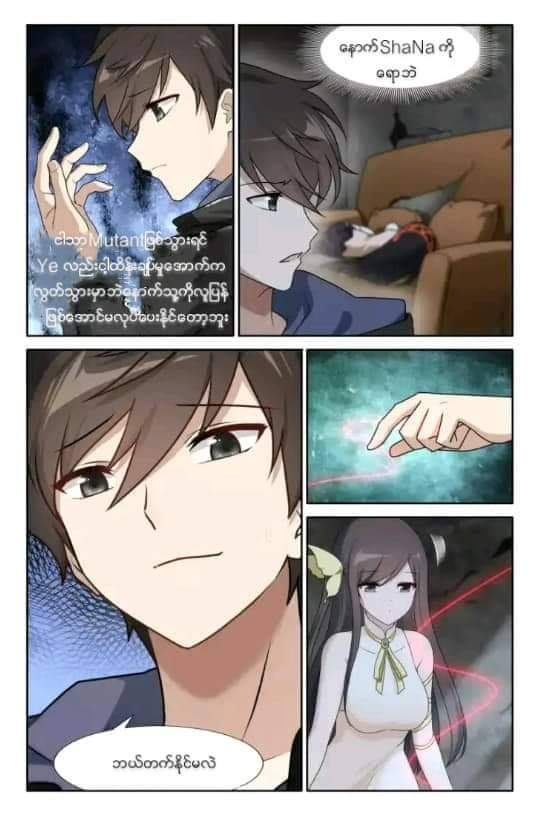 ငါသာ Mutantဖြစ်သွားရင်
Ye လည်းငါ့ထိန်းချုပ်မှုအောက်က
လွတ်သွားမှာဘဲနောက်သူ့ကိုလူပြန်
ဖြစ်အောင်မလုပ်ပေးနိုင်တော့ဘူး
နောက်ShaNa ကို
ရောဘဲ
ဘယ်တက်နိုင်မလဲ